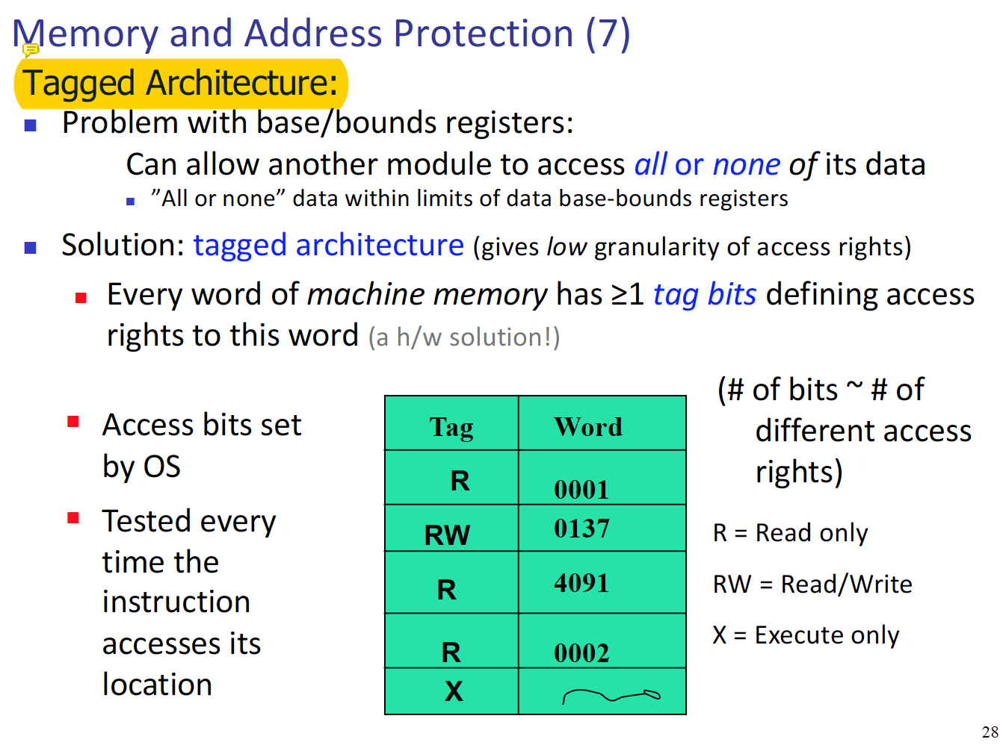 Memory and Address Protection (7)
Tagged Architecture:
Problem with base/bounds registers:
Can allow another module to access all or none of its data
”All or none” data within limits of data base-bounds registers
Solution: tagged architecture (gives low granularity of access rights)
Every word of machine memory has ≥1 tag bits defining access
rights to this word (a h/w solution!)
(# of bits ~ # of
different access
rights)
Access bits set
by OS
Tested every
time the
instruction
accesses its
location
Tag Word
R 0001
RW 0137
R 4091
R 0002
X
R = Read only
RW = Read/Write
X = Execute only
28